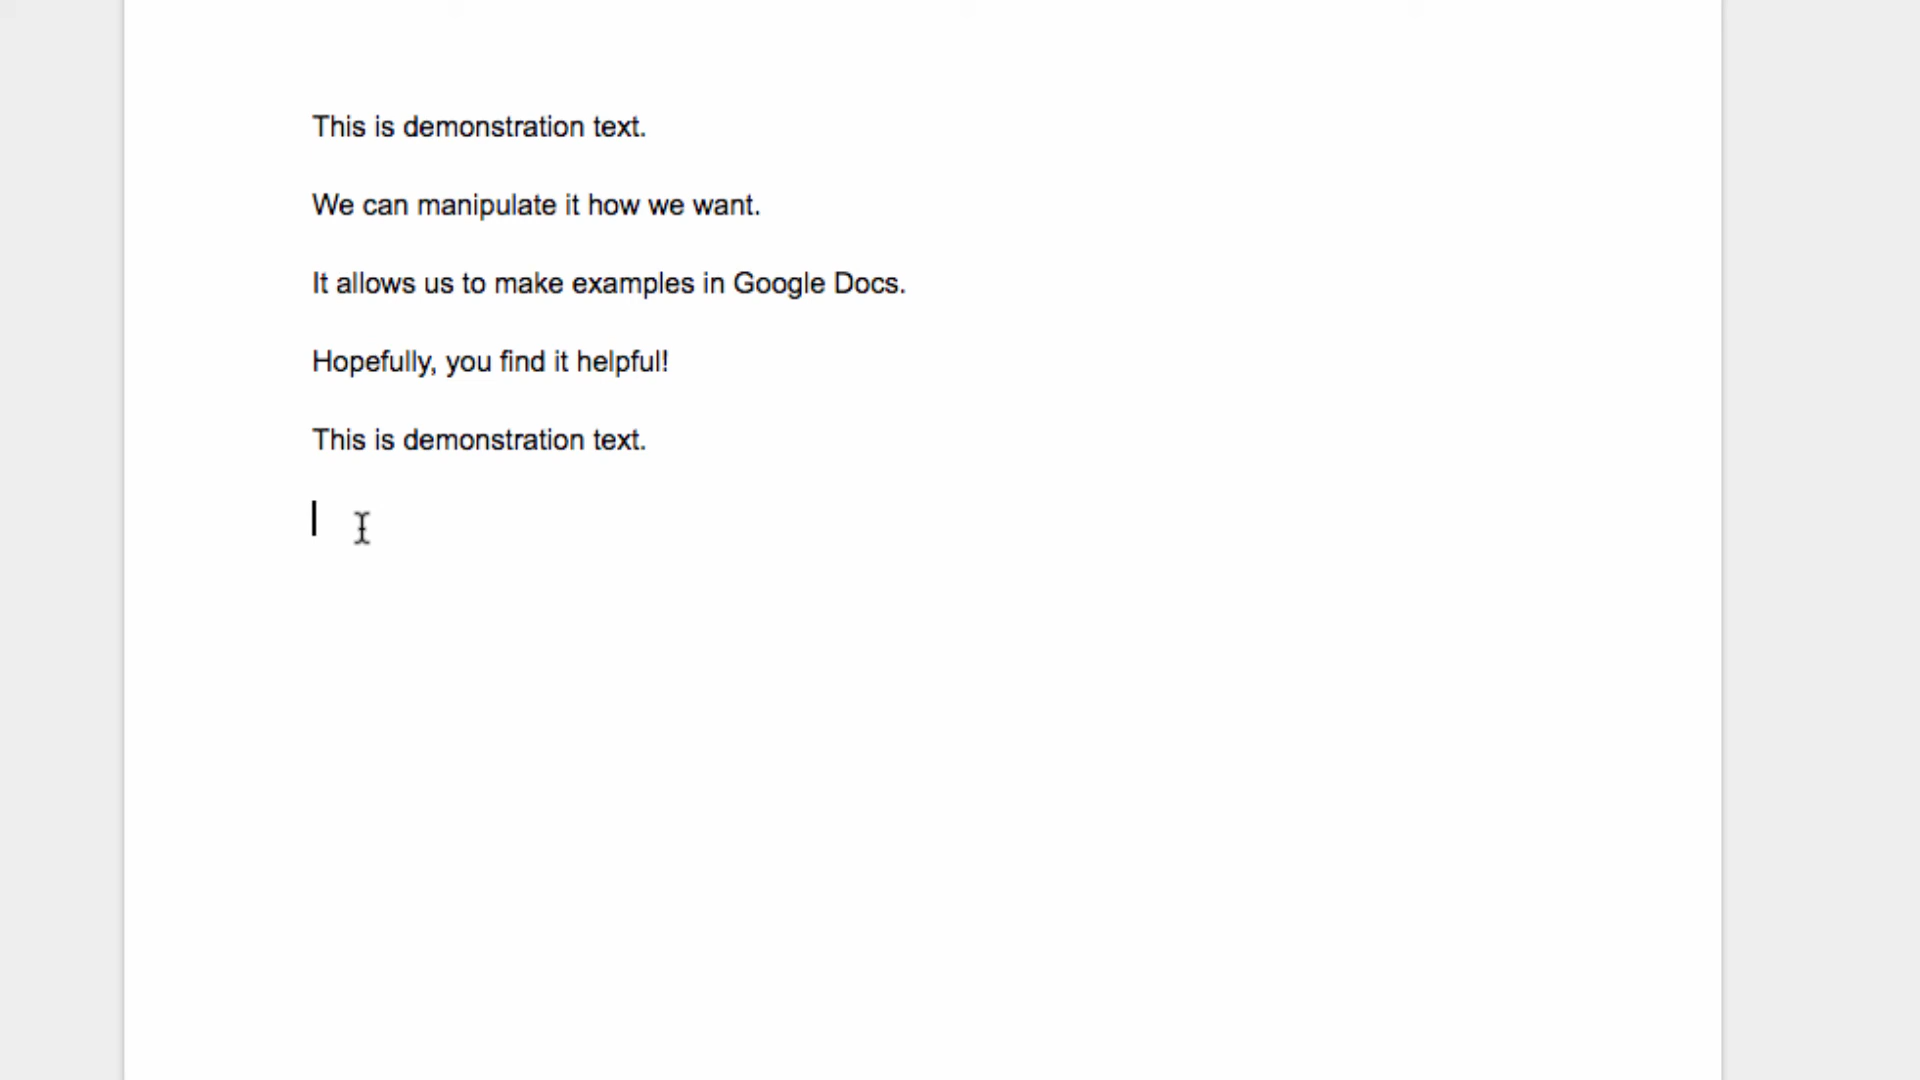 This is demonstration text.
We can manipulate it how we want.
It allows us to make examples in Google Docs.
Hopefully, you find it helpful!
This is demonstration text.